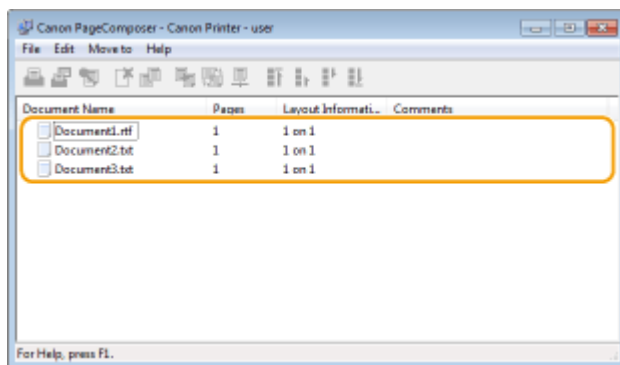 Canon PageComposer - Canon Printer - user
File Edit Move to Help
Document Name Pages Layout Informati... Comments
Document1.rtf 1 1 on 1
Document2.txt 1 1 on 1
Document3.txt 1 1 on 1
For Help, press F1.